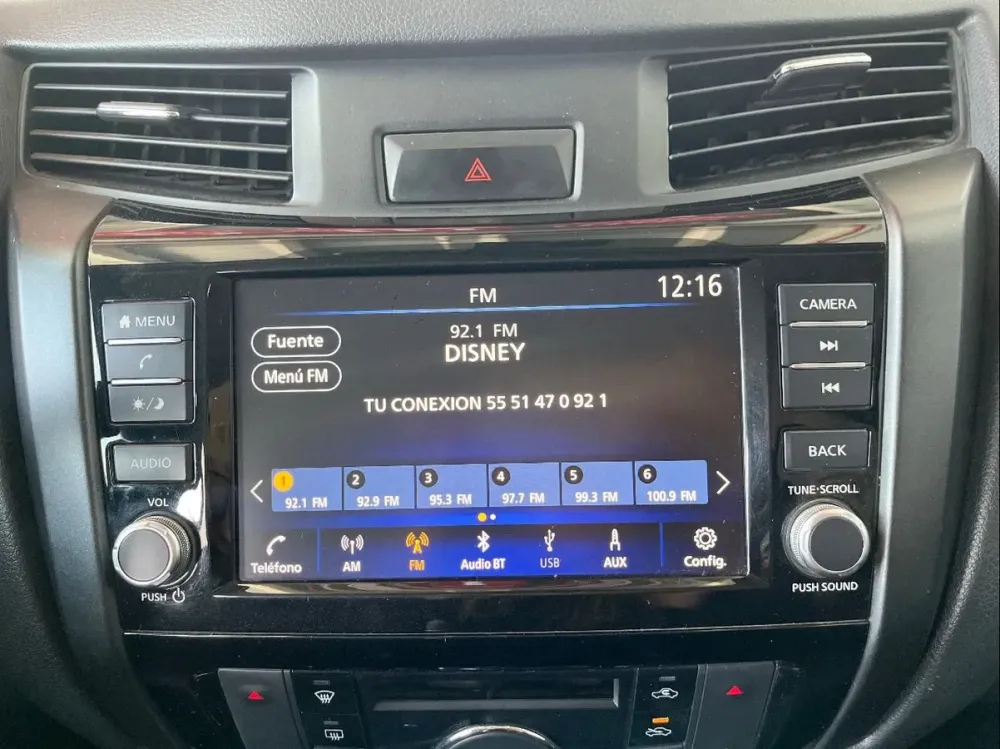 FM
12:16
92.1 FM
DISNEY
Fuente
Menú FM
TU CONEXION 55 51 47 0 92 1
1 2 3 4 5 6
92.1 FM 92.9 FM 95.3 FM 97.7 FM 99.3 FM 100.9 FM
Teléfono AM FM Audio BT USB AUX Config.
MENU
AUDIO
VOL
PUSH
CAMERA
BACK
TUNE·SCROLL
PUSH SOUND